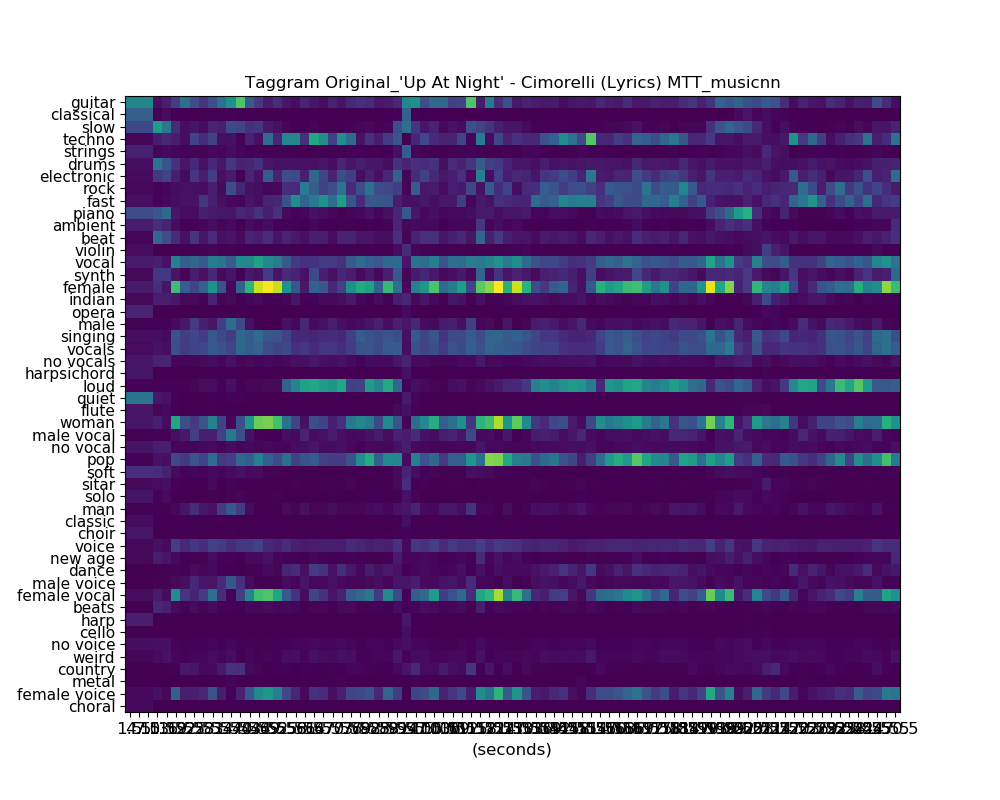 Taggram Original_'Up At Night' - Cimorelli (Lyrics) MTT_musicnn
guitar
classical
slow
techno
strings
drums
electronic
rock
fast
piano
ambient
beat
violin
vocal
synth
female
indian
opera
male
singing
vocals
no vocals
harpsichord
loud
quiet
flute
woman
male vocal
no vocal
pop
soft
sitar
solo
man
classic
choir
voice
new age
dance
male voice
female vocal
beats
harp
cello
no voice
weird
country
metal
female voice
choral
(seconds)